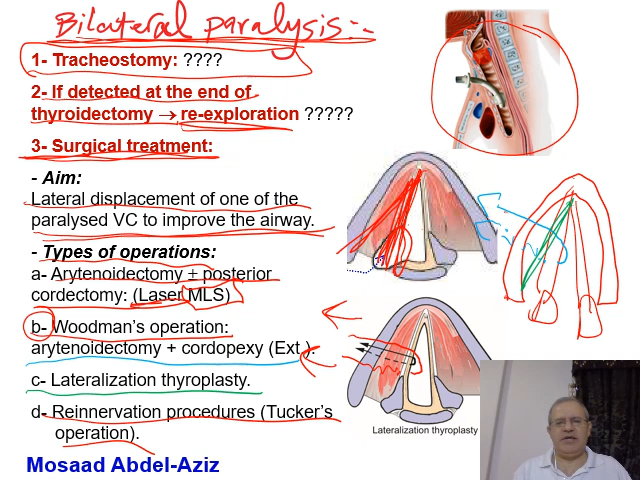 Bilateral paralysis:-
1- Tracheostomy: ????
2- If detected at the end of
thyroidectomy → re-exploration ?????
3- Surgical treatment:
- Aim:
Lateral displacement of one of the
paralysed VC to improve the airway.
- Types of operations:
a- Arytenoidectomy ± posterior
cordectomy: (Laser MLS)
b- Woodman's operation:
arytenoidectomy + cordopexy (Ext.).
c- Lateralization thyroplasty.
d- Reinnervation procedures (Tucker's
operation).
Lateralization thyroplasty
Mosaad Abdel-Aziz